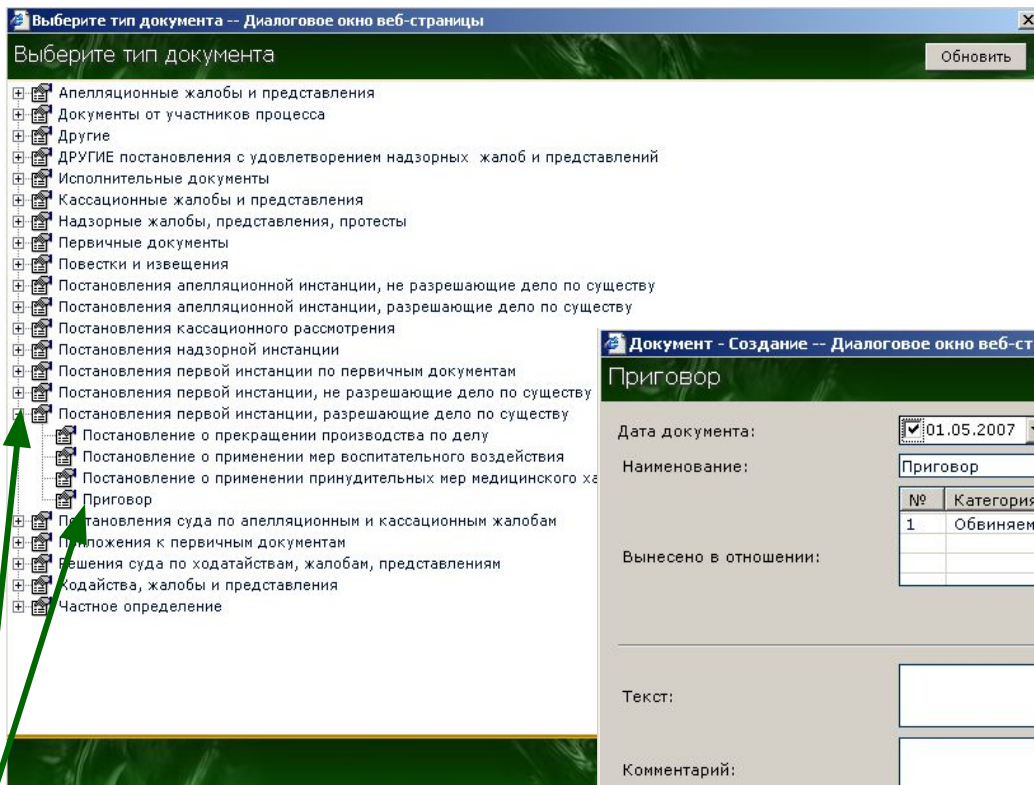 Выберите тип документа -- Диалоговое окно веб-страницы
Выберите тип документа
Обновить
Апелляционные жалобы и представления
Документы от участников процесса
Другие
ДРУГИЕ постановления с удовлетворением надзорных жалоб и представлений
Исполнительные документы
Кассационные жалобы и представления
Надзорные жалобы, представления, протесты
Первичные документы
Повестки и извещения
Постановления апелляционной инстанции, не разрешающие дело по существу
Постановления апелляционной инстанции, разрешающие дело по существу
Постановления кассационного рассмотрения
Постановления надзорной инстанции
Постановления первой инстанции по первичным документам
Постановления первой инстанции, не разрешающие дело по существу
Постановления первой инстанции, разрешающие дело по существу
Постановление о прекращении производства по делу
Постановление о применении мер воспитательного воздействия
Постановление о применении принудительных мер медицинского ха
Приговор
Постановления суда по апелляционным и кассационным жалобам
Приложения к первичным документам
Решения суда по ходатайствам, жалобам, представлениям
Ходайства, жалобы и представления
Частное определение
Документ - Создание -- Диалоговое окно веб-ст
Приговор
Дата документа: 01.05.2007
Наименование: Приговор
№ Категория
1 Обвиняем
Вынесено в отношении:
Текст:
Комментарий: